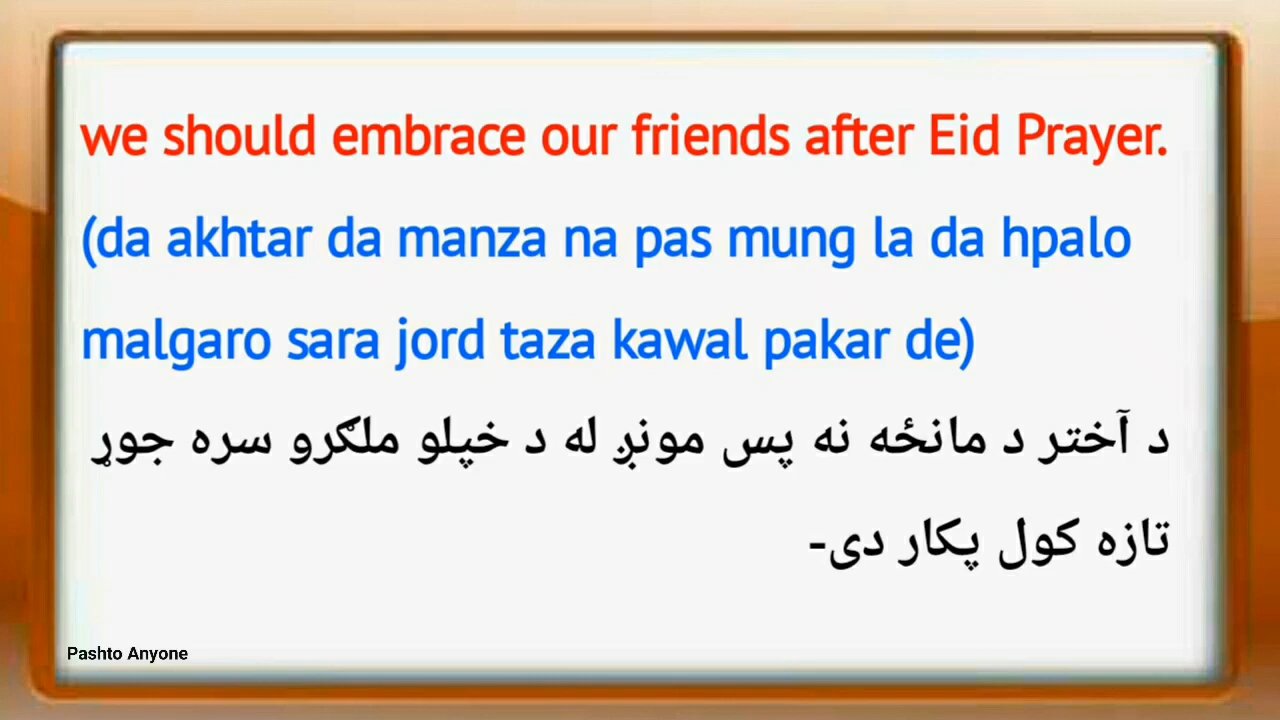 we should embrace our friends after Eid Prayer.
(da akhtar da manza na pas mung la da hpalo
malgaro sara jord taza kawal pakar de)
د آختر د مانځه نه پس مونږ له د خپلو ملګرو سره جوړ
تازه کول پکار دی-
Pashto Anyone